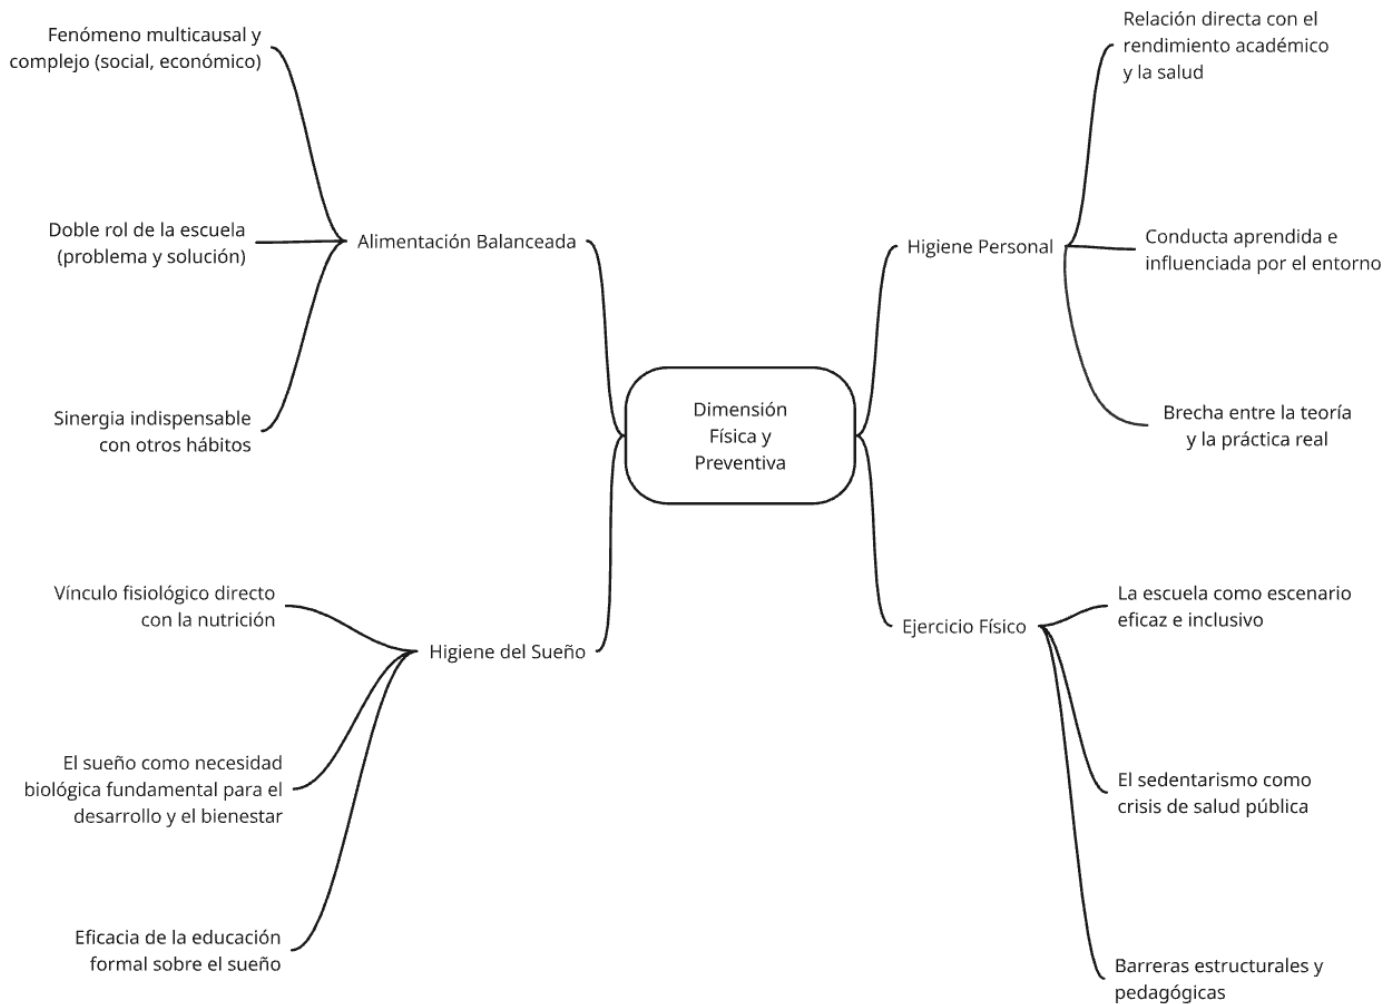 Fenómeno multicausal y
complejo (social, económico)
Doble rol de la escuela
(problema y solución)
Alimentación Balanceada
Sinergia indispensable
con otros hábitos
Vínculo fisiológico directo
con la nutrición
Higiene del Sueño
El sueño como necesidad
biológica fundamental para el
desarrollo y el bienestar
Eficacia de la educación
formal sobre el sueño
Dimensión
Física y
Preventiva
Relación directa con el
rendimiento académico
y la salud
Higiene Personal
Conducta aprendida e
influenciada por el entorno
Brecha entre la teoría
y la práctica real
La escuela como escenario
eficaz e inclusivo
Ejercicio Físico
El sedentarismo como
crisis de salud pública
Barreras estructurales y
pedagógicas